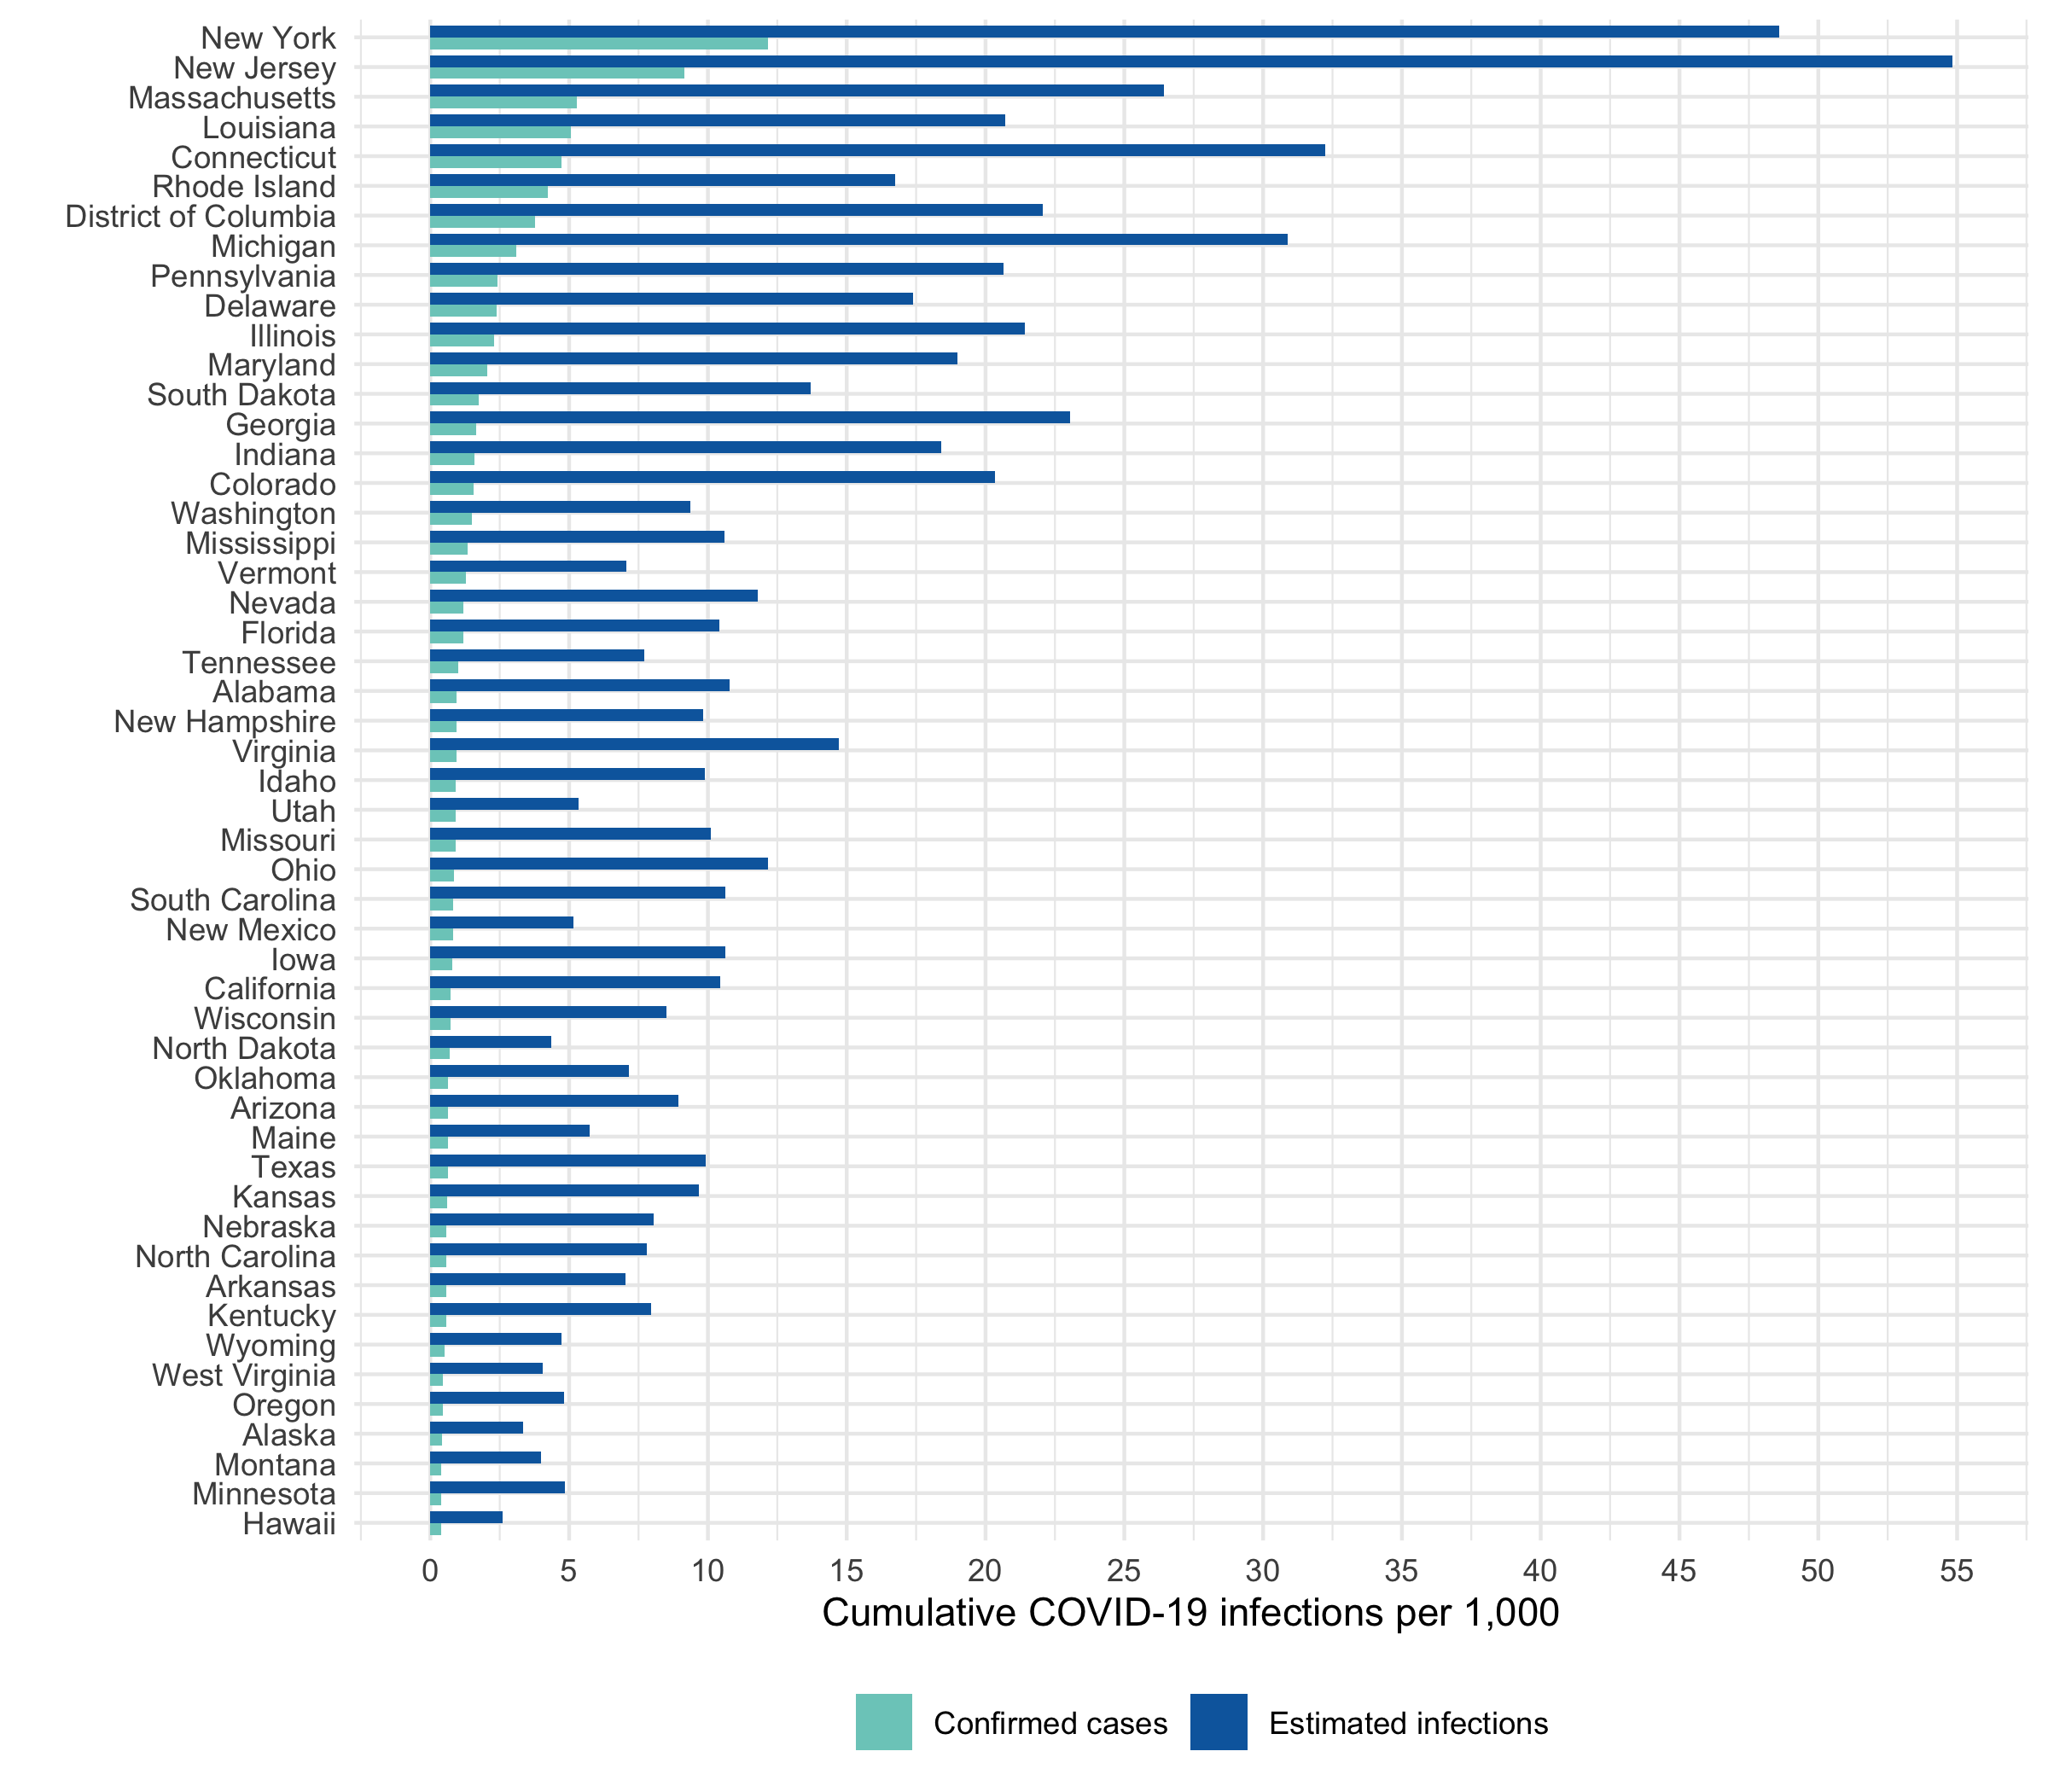 New York
New Jersey
Massachusetts
Louisiana
Connecticut
Rhode Island
District of Columbia
Michigan
Pennsylvania
Delaware
Illinois
Maryland
South Dakota
Georgia
Indiana
Colorado
Washington
Mississippi
Vermont
Nevada
Florida
Tennessee
Alabama
New Hampshire
Virginia
Idaho
Utah
Missouri
Ohio
South Carolina
New Mexico
Iowa
California
Wisconsin
North Dakota
Oklahoma
Arizona
Maine
Texas
Kansas
Nebraska
North Carolina
Arkansas
Kentucky
Wyoming
West Virginia
Oregon
Alaska
Montana
Minnesota
Hawaii
0 5 10 15 20 25 30 35 40 45 50 55
Cumulative COVID-19 infections per 1,000
Confirmed cases Estimated infections